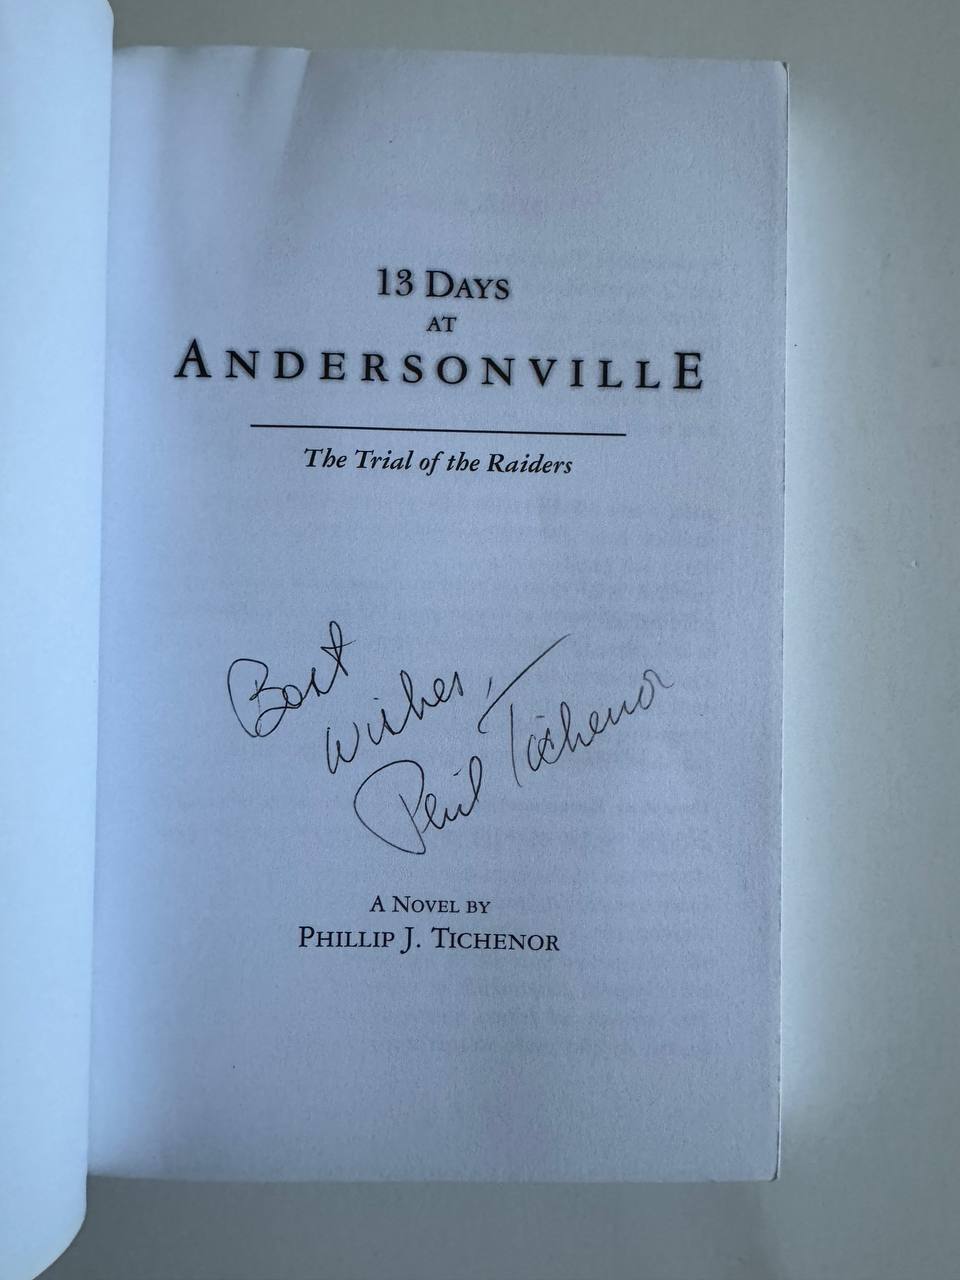 13 DAYS
AT
ANDERSONVILLE
The Trial of the Raiders
Best
Wishes,
Phil Tichenor
A NOVEL BY
PHILLIP J. TICHENOR